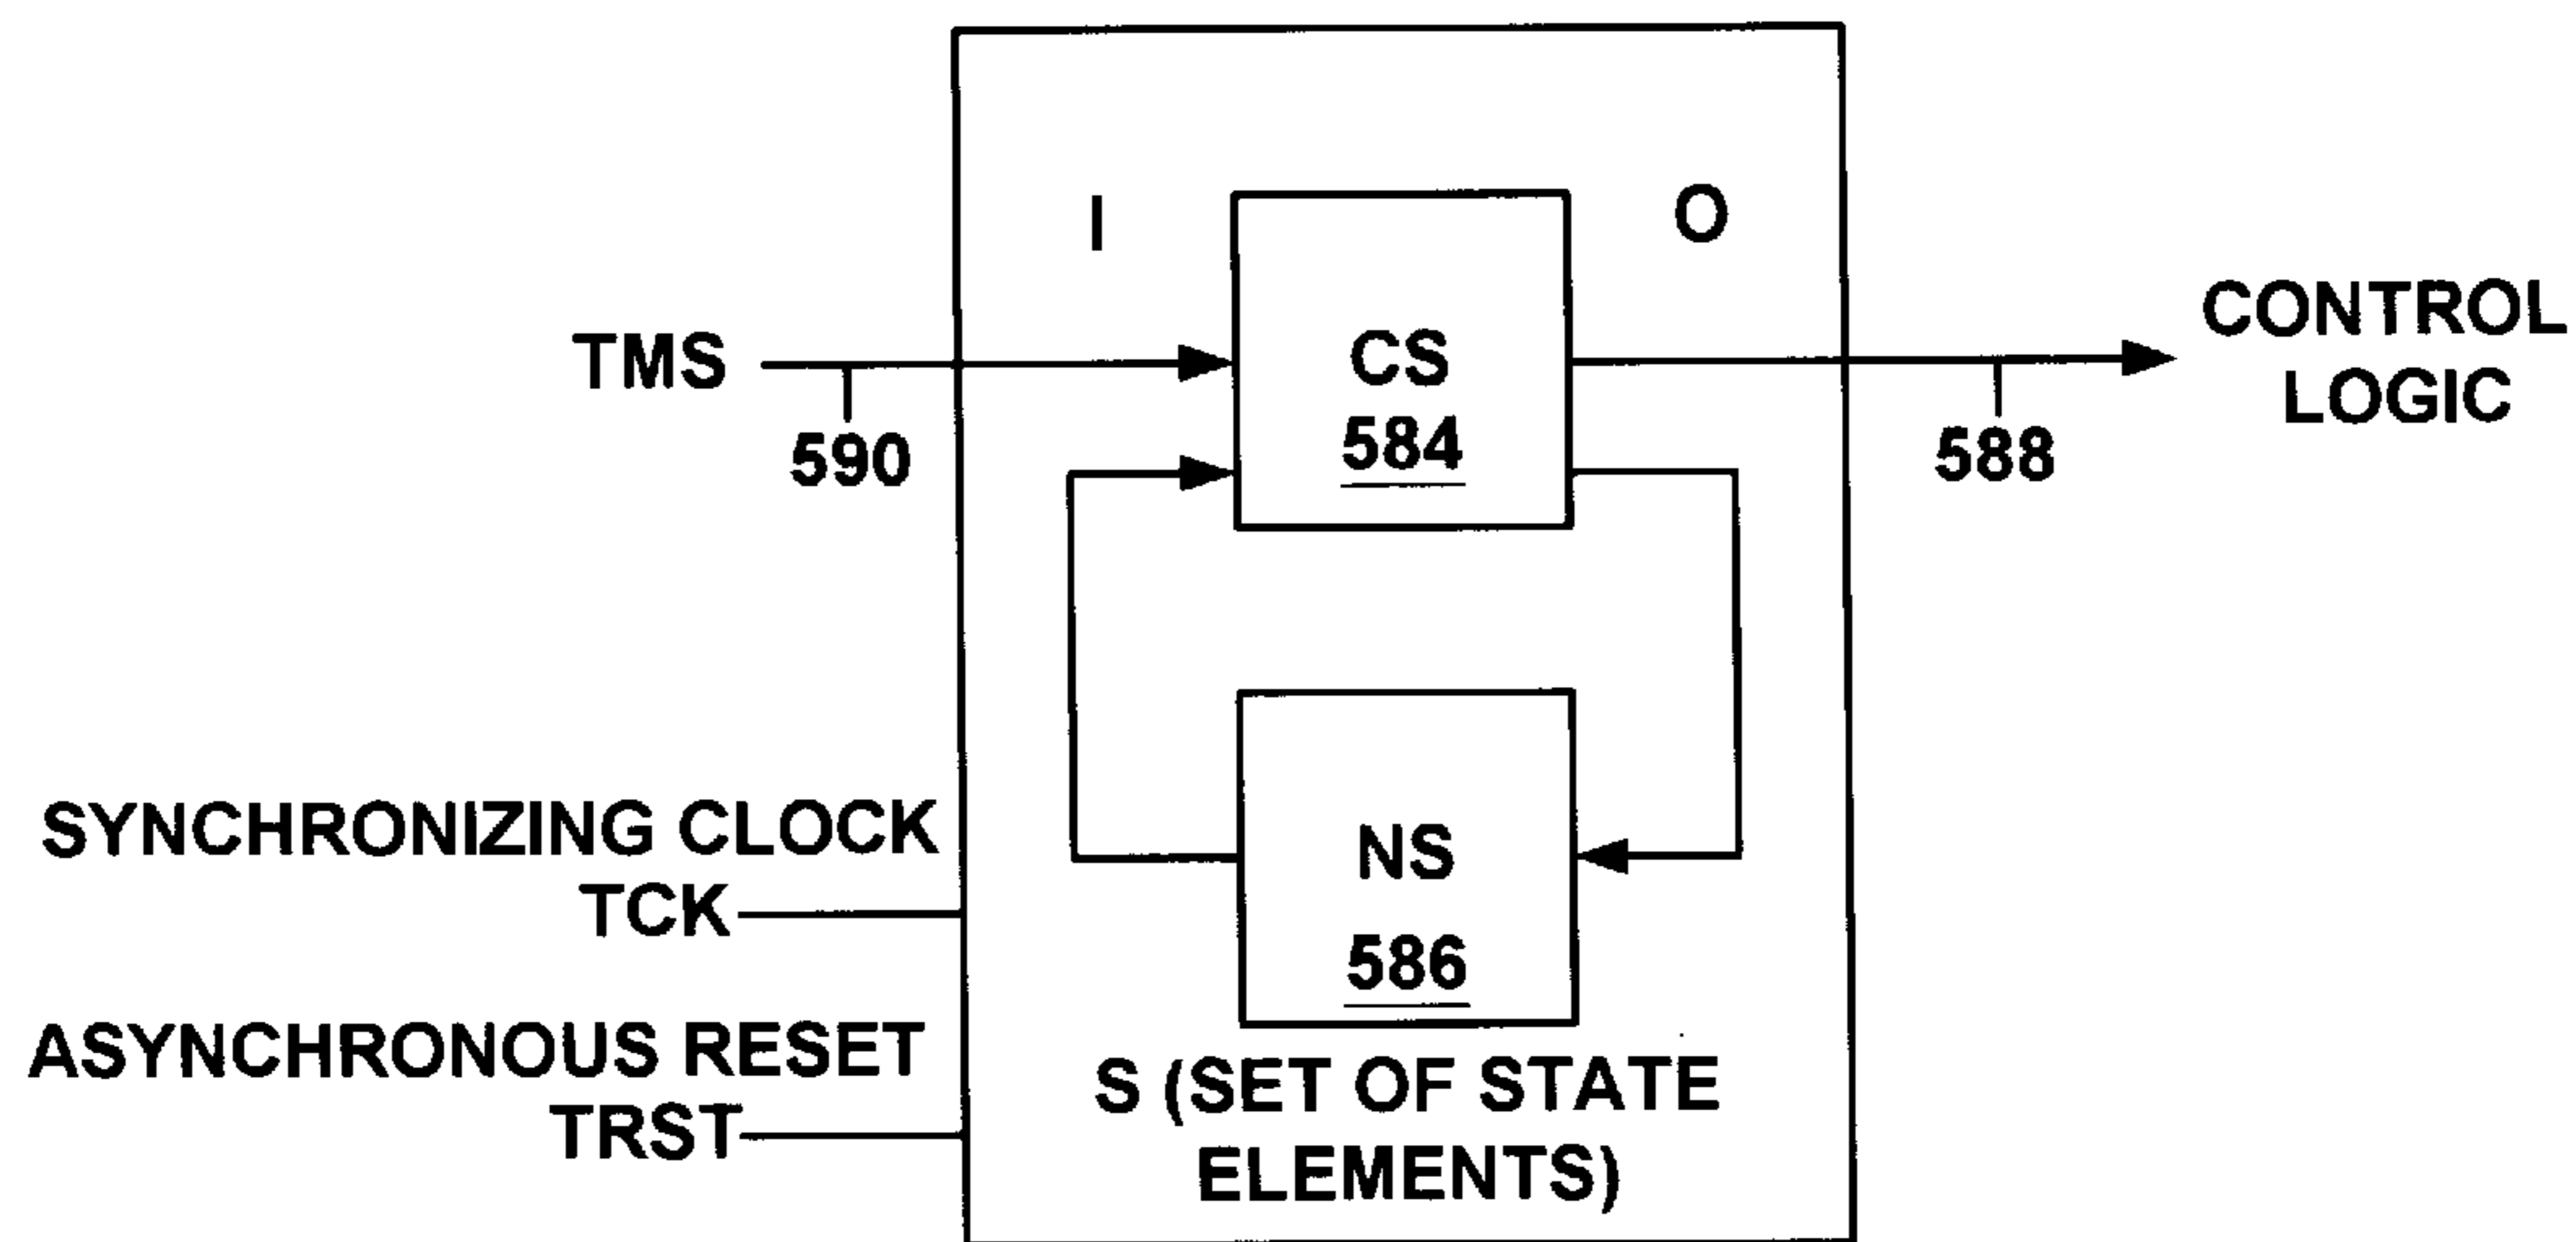 I
O
TMS
590
CS
584
588
CONTROL
LOGIC
NS
586
SYNCHRONIZING CLOCK
TCK
ASYNCHRONOUS RESET
TRST
S (SET OF STATE
ELEMENTS)